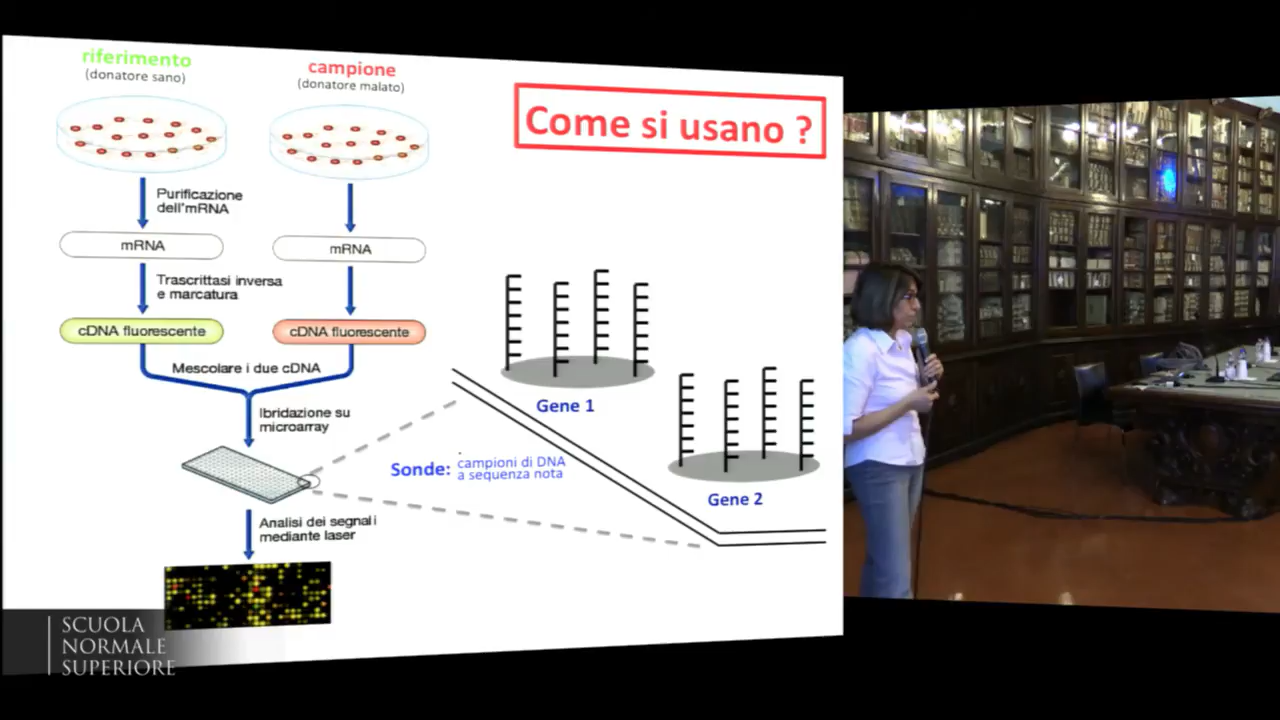 riferimento
(donatore sano)
campione
(donatore malato)
Come si usano ?
Purificazione
dell'mRNA
mRNA
mRNA
Trascrittasi inversa
e marcatura
cDNA fluorescente
cDNA fluorescente
Mescolare i due cDNA
Ibridazione su
microarray
Gene 1
Sonde: campioni di DNA
a sequenza nota
Gene 2
Analisi dei segnali
mediante laser
SCUOLA
NORMALE
SUPERIORE